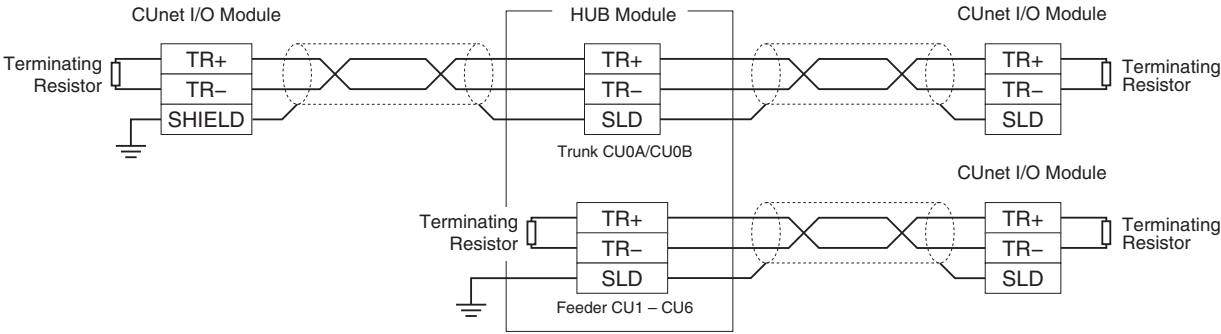 CUnet I/O Module
HUB Module
CUnet I/O Module
Terminating
Resistor
TR+
TR–
SHIELD
TR+
TR–
SLD
Trunk CU0A/CU0B
TR+
TR–
SLD
Terminating
Resistor
CUnet I/O Module
Terminating
Resistor
TR+
TR–
SLD
Feeder CU1 – CU6
TR+
TR–
SLD
Terminating
Resistor